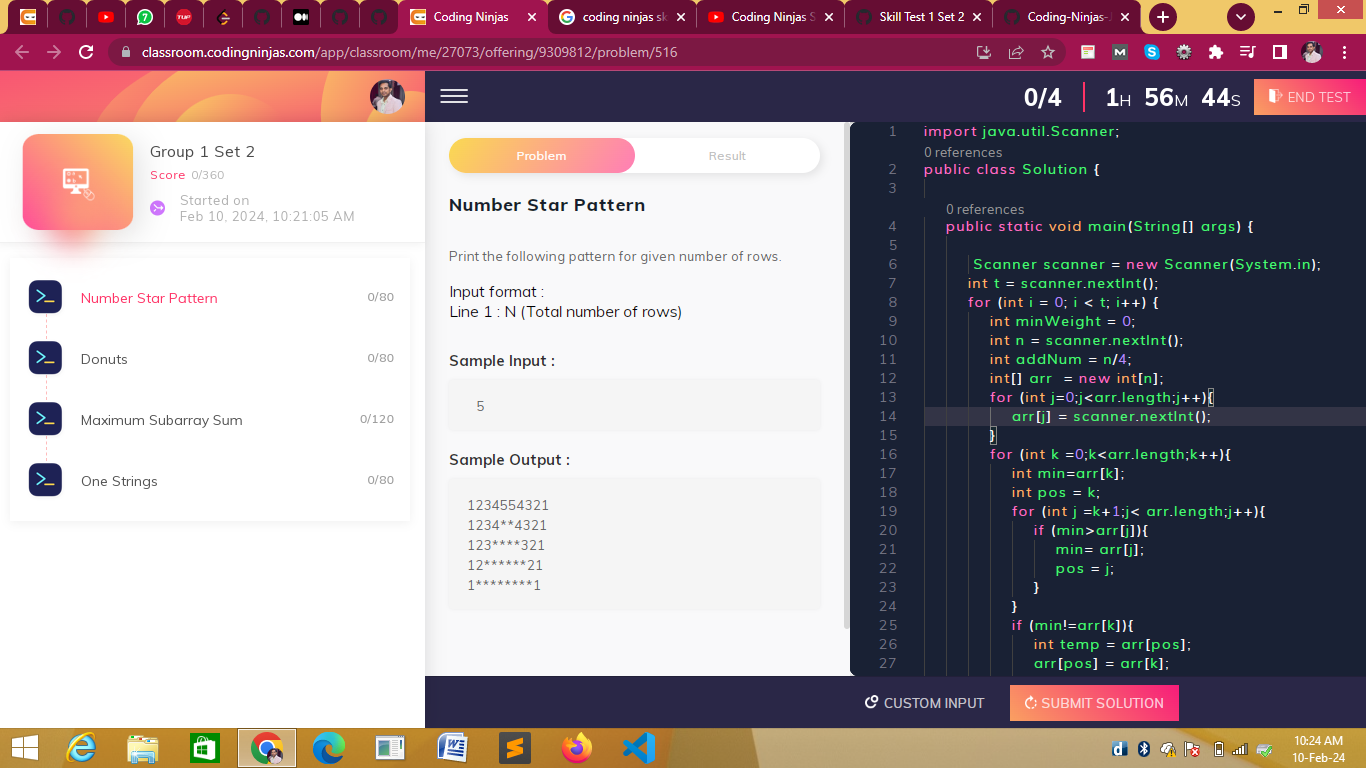 Coding Ninjas
coding ninjas sk
Coding Ninjas S
Skill Test 1 Set 2
Coding-Ninjas-J
classroom.codingninjas.com/app/classroom/me/27073/offering/9309812/problem/516
0/4
1H 56M 44S
END TEST
Group 1 Set 2
Score 0/360
Started on
Feb 10, 2024, 10:21:05 AM
Number Star Pattern 0/80
Donuts 0/80
Maximum Subarray Sum 0/120
One Strings 0/80
Problem
Result
Number Star Pattern
Print the following pattern for given number of rows.
Input format :
Line 1 : N (Total number of rows)
Sample Input :
5
Sample Output :
1234554321
1234**4321
123****321
12******21
1********1
1 import java.util.Scanner;
0 references
2 public class Solution {
3
0 references
4 public static void main(String[] args) {
5
6 Scanner scanner = new Scanner(System.in);
7 int t = scanner.nextInt();
8 for (int i = 0; i < t; i++) {
9 int minWeight = 0;
10 int n = scanner.nextInt();
11 int addNum = n/4;
12 int[] arr  = new int[n];
13 for (int j=0;j<arr.length;j++){
14 arr[j] = scanner.nextInt();
15 }
16 for (int k =0;k<arr.length;k++){
17 int min=arr[k];
18 int pos = k;
19 for (int j =k+1;j< arr.length;j++){
20 if (min>arr[j]){
21 min= arr[j];
22 pos = j;
23 }
24 }
25 if (min!=arr[k]){
26 int temp = arr[pos];
27 arr[pos] = arr[k];
CUSTOM INPUT
SUBMIT SOLUTION
10:24 AM
10-Feb-24